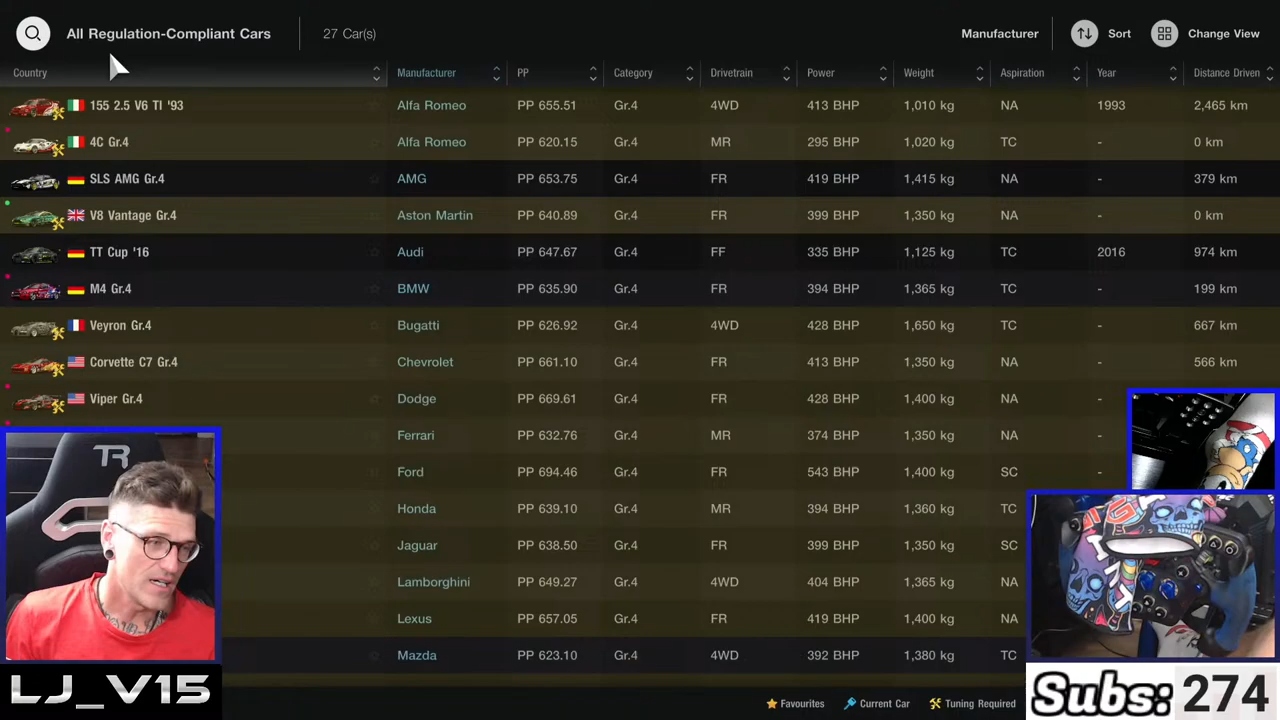 All Regulation-Compliant Cars 27 Car(s) Manufacturer Sort Change View
Country Manufacturer PP Category Drivetrain Power Weight Aspiration Year Distance Driven
155 2.5 V6 TI '93 Alfa Romeo PP 655.51 Gr.4 4WD 413 BHP 1,010 kg NA 1993 2,465 km
4C Gr.4 Alfa Romeo PP 620.15 Gr.4 MR 295 BHP 1,020 kg TC - 0 km
SLS AMG Gr.4 AMG PP 653.75 Gr.4 FR 419 BHP 1,415 kg NA - 379 km
V8 Vantage Gr.4 Aston Martin PP 640.89 Gr.4 FR 399 BHP 1,350 kg NA - 0 km
TT Cup '16 Audi PP 647.67 Gr.4 FF 335 BHP 1,125 kg TC 2016 974 km
M4 Gr.4 BMW PP 635.90 Gr.4 FR 394 BHP 1,365 kg TC - 199 km
Veyron Gr.4 Bugatti PP 626.92 Gr.4 4WD 428 BHP 1,650 kg TC - 667 km
Corvette C7 Gr.4 Chevrolet PP 661.10 Gr.4 FR 413 BHP 1,350 kg NA - 566 km
Viper Gr.4 Dodge PP 669.61 Gr.4 FR 428 BHP 1,400 kg NA -
Ferrari PP 632.76 Gr.4 MR 374 BHP 1,350 kg NA -
Ford PP 694.46 Gr.4 FR 543 BHP 1,400 kg SC -
Honda PP 639.10 Gr.4 MR 394 BHP 1,360 kg TC
Jaguar PP 638.50 Gr.4 FR 399 BHP 1,350 kg SC
Lamborghini PP 649.27 Gr.4 4WD 404 BHP 1,365 kg NA
Lexus PP 657.05 Gr.4 FR 419 BHP 1,400 kg NA
Mazda PP 623.10 Gr.4 4WD 392 BHP 1,380 kg TC
TR
LJ_V15
Favourites Current Car Tuning Required
Subs: 274